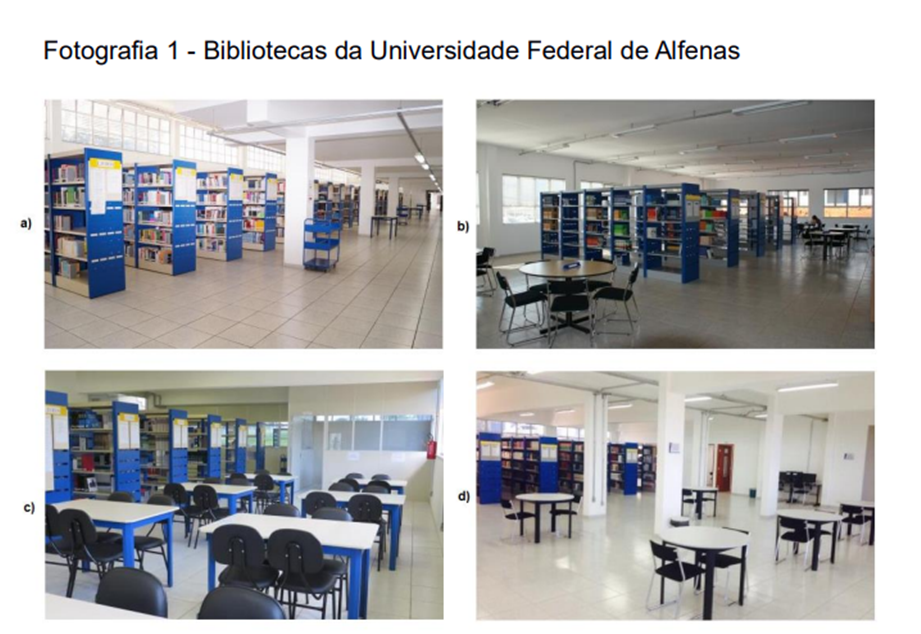 Fotografia 1 - Bibliotecas da Universidade Federal de Alfenas
a)
b)
c)
d)